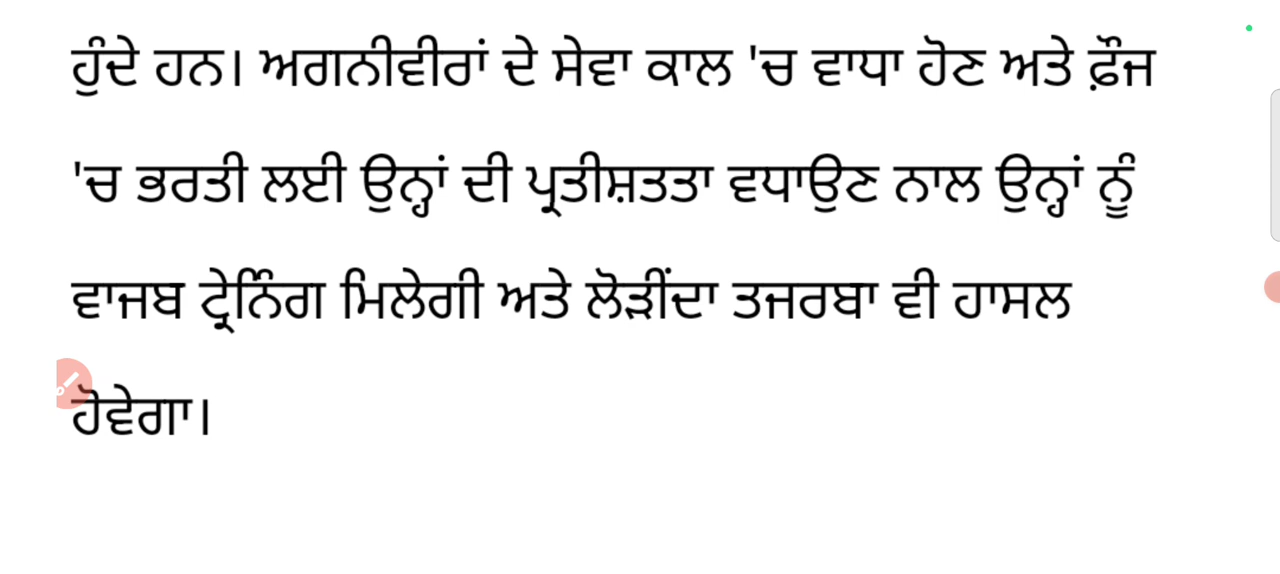 ਹੁੰਦੇ ਹਨ। ਅਗਨੀਵੀਰਾਂ ਦੇ ਸੇਵਾ ਕਾਲ 'ਚ ਵਾਧਾ ਹੋਣ ਅਤੇ ਫ਼ੌਜ
'ਚ ਭਰਤੀ ਲਈ ਉਨ੍ਹਾਂ ਦੀ ਪ੍ਰਤੀਸ਼ਤਤਾ ਵਧਾਉਣ ਨਾਲ ਉਨ੍ਹਾਂ ਨੂੰ
ਵਾਜਬ ਟ੍ਰੇਨਿੰਗ ਮਿਲੇਗੀ ਅਤੇ ਲੋੜੀਂਦਾ ਤਜਰਬਾ ਵੀ ਹਾਸਲ
ਹੋਵੇਗਾ।